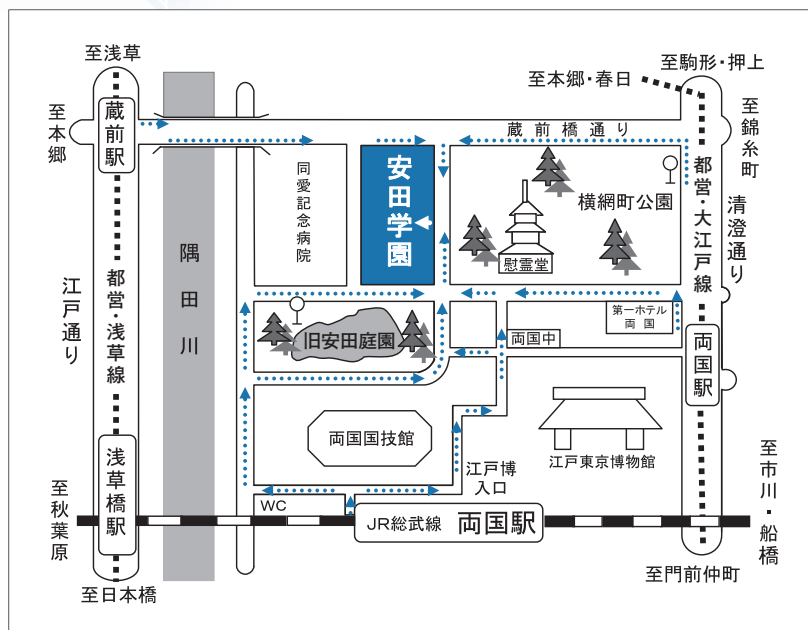 至浅草
至駒形・押上
至本郷・春日
至本郷
蔵前駅
至錦糸町
蔵前橋通り
同愛記念病院
安田学園
横網町公園
都営・大江戸線
清澄通り
隅田川
慰霊堂
江戸通り
都営・浅草線
第一ホテル
両国
旧安田庭園
両国中
両国駅
両国国技館
江戸東京博物館
江戸博
入口
浅草橋駅
至秋葉原
WC
JR総武線 両国駅
至市川・船橋
至日本橋
至門前仲町